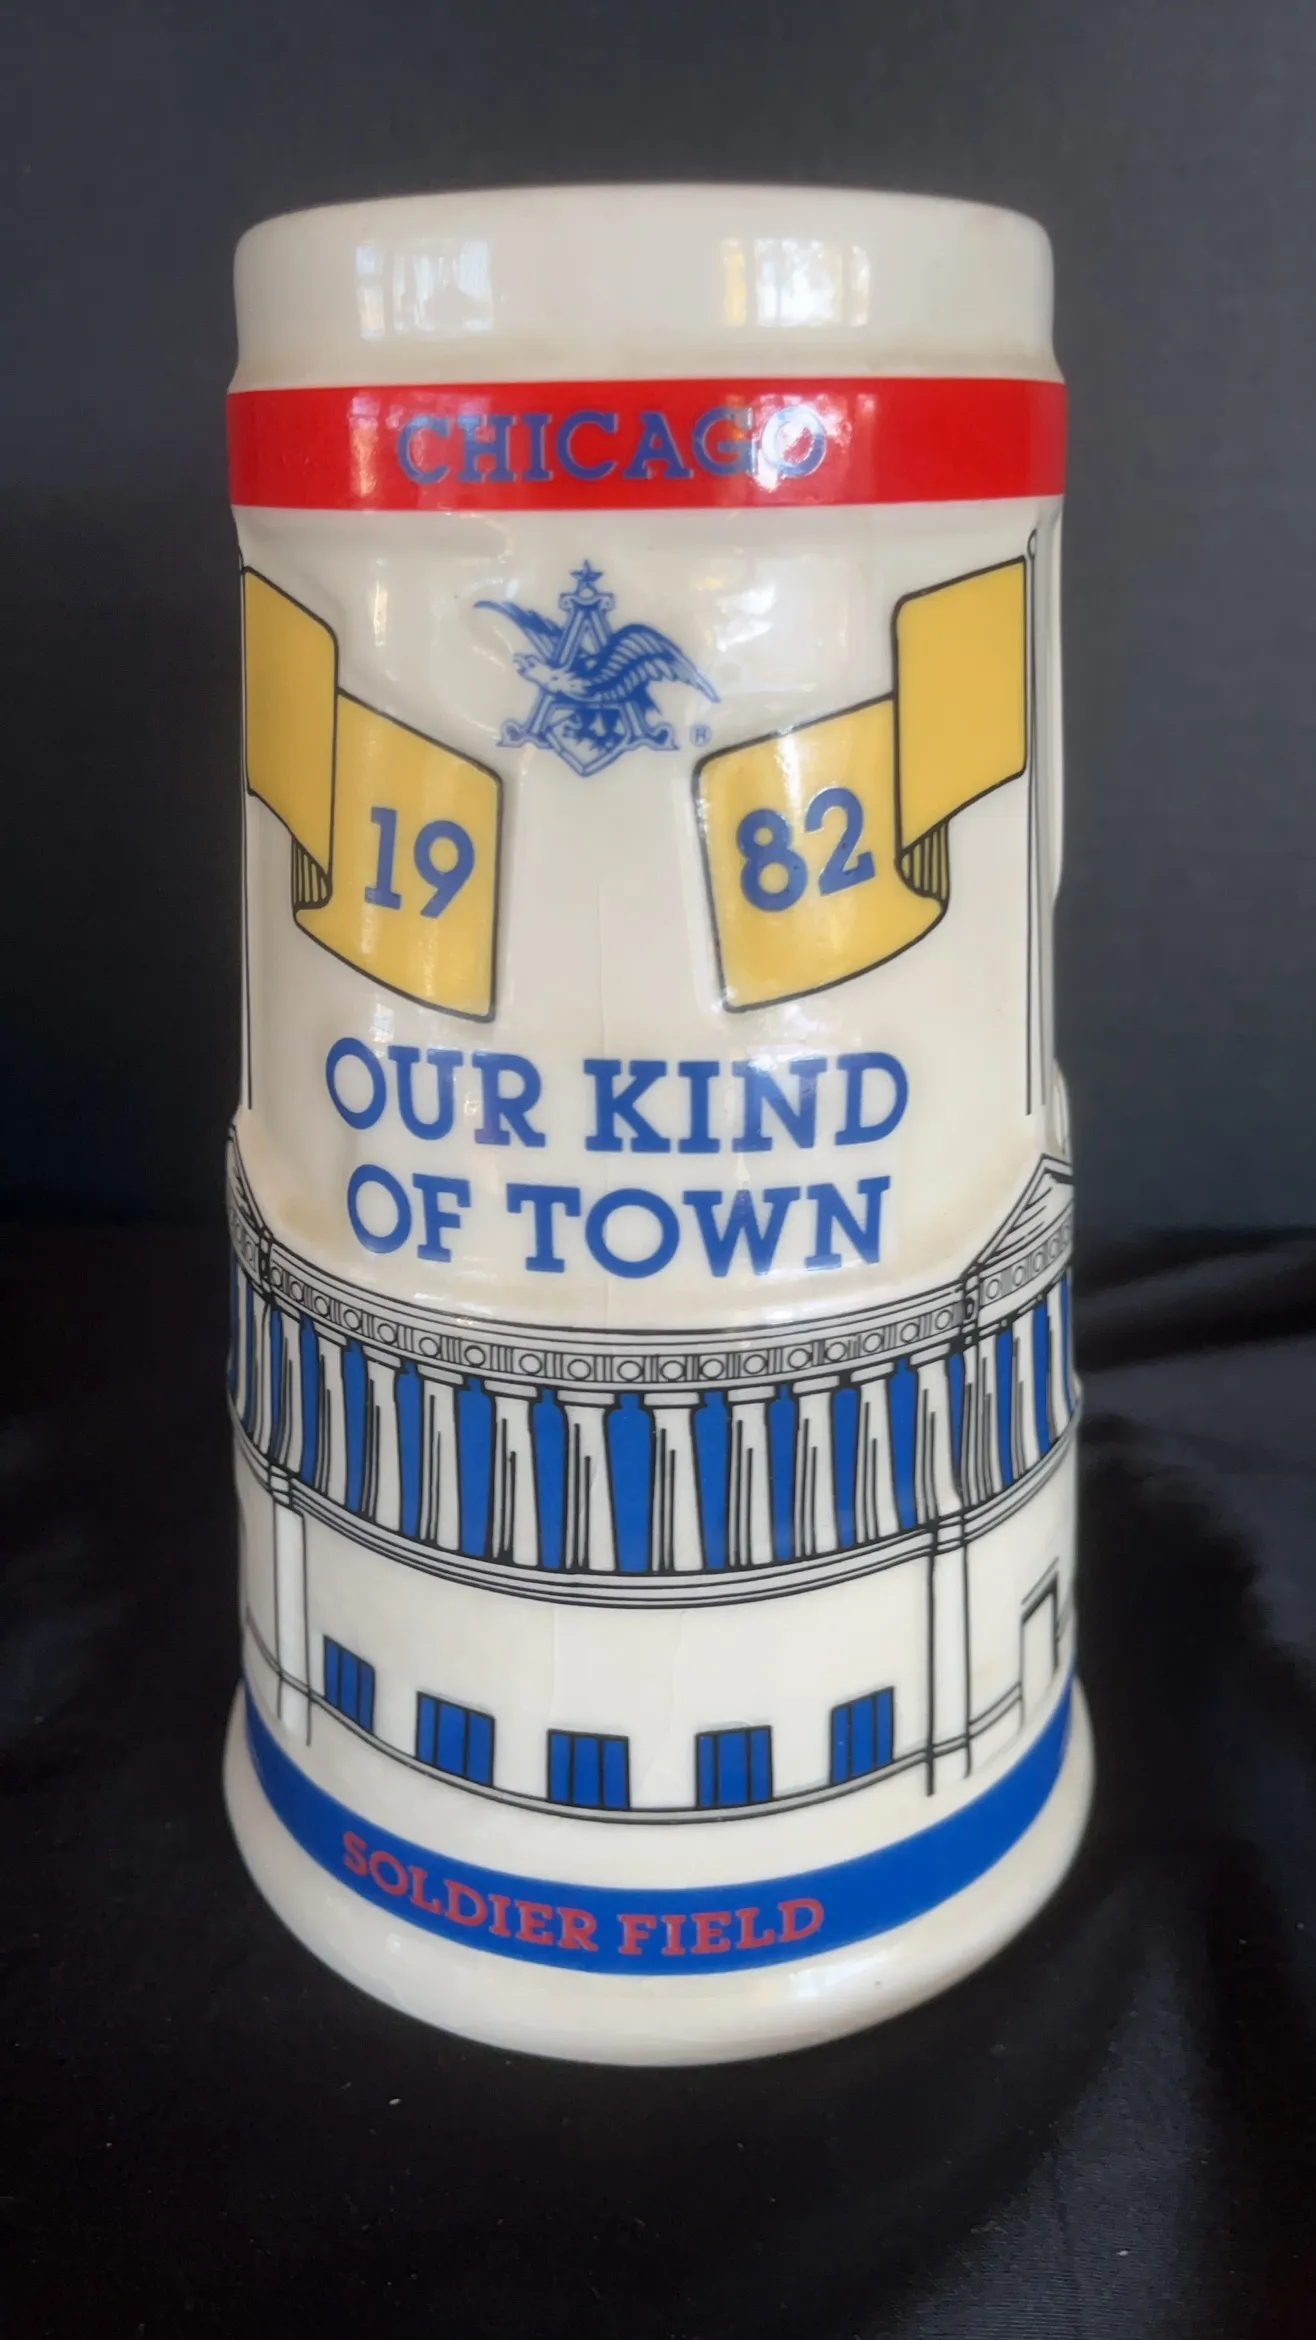 CHICAGO
®
19 82
OUR KIND
OF TOWN
SOLDIER FIELD